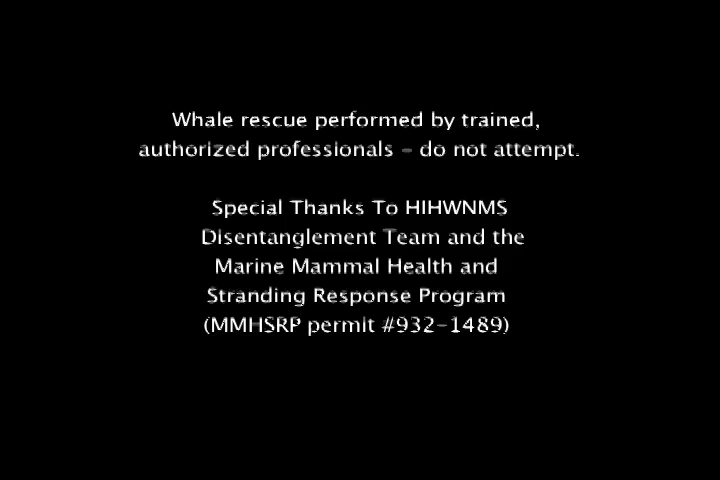 Whale rescue performed by trained,
authorized professionals - do not attempt.
Special Thanks To HIHWNMS
Disentanglement Team and the
Marine Mammal Health and
Stranding Response Program
(MMHSRP permit #932-1489)